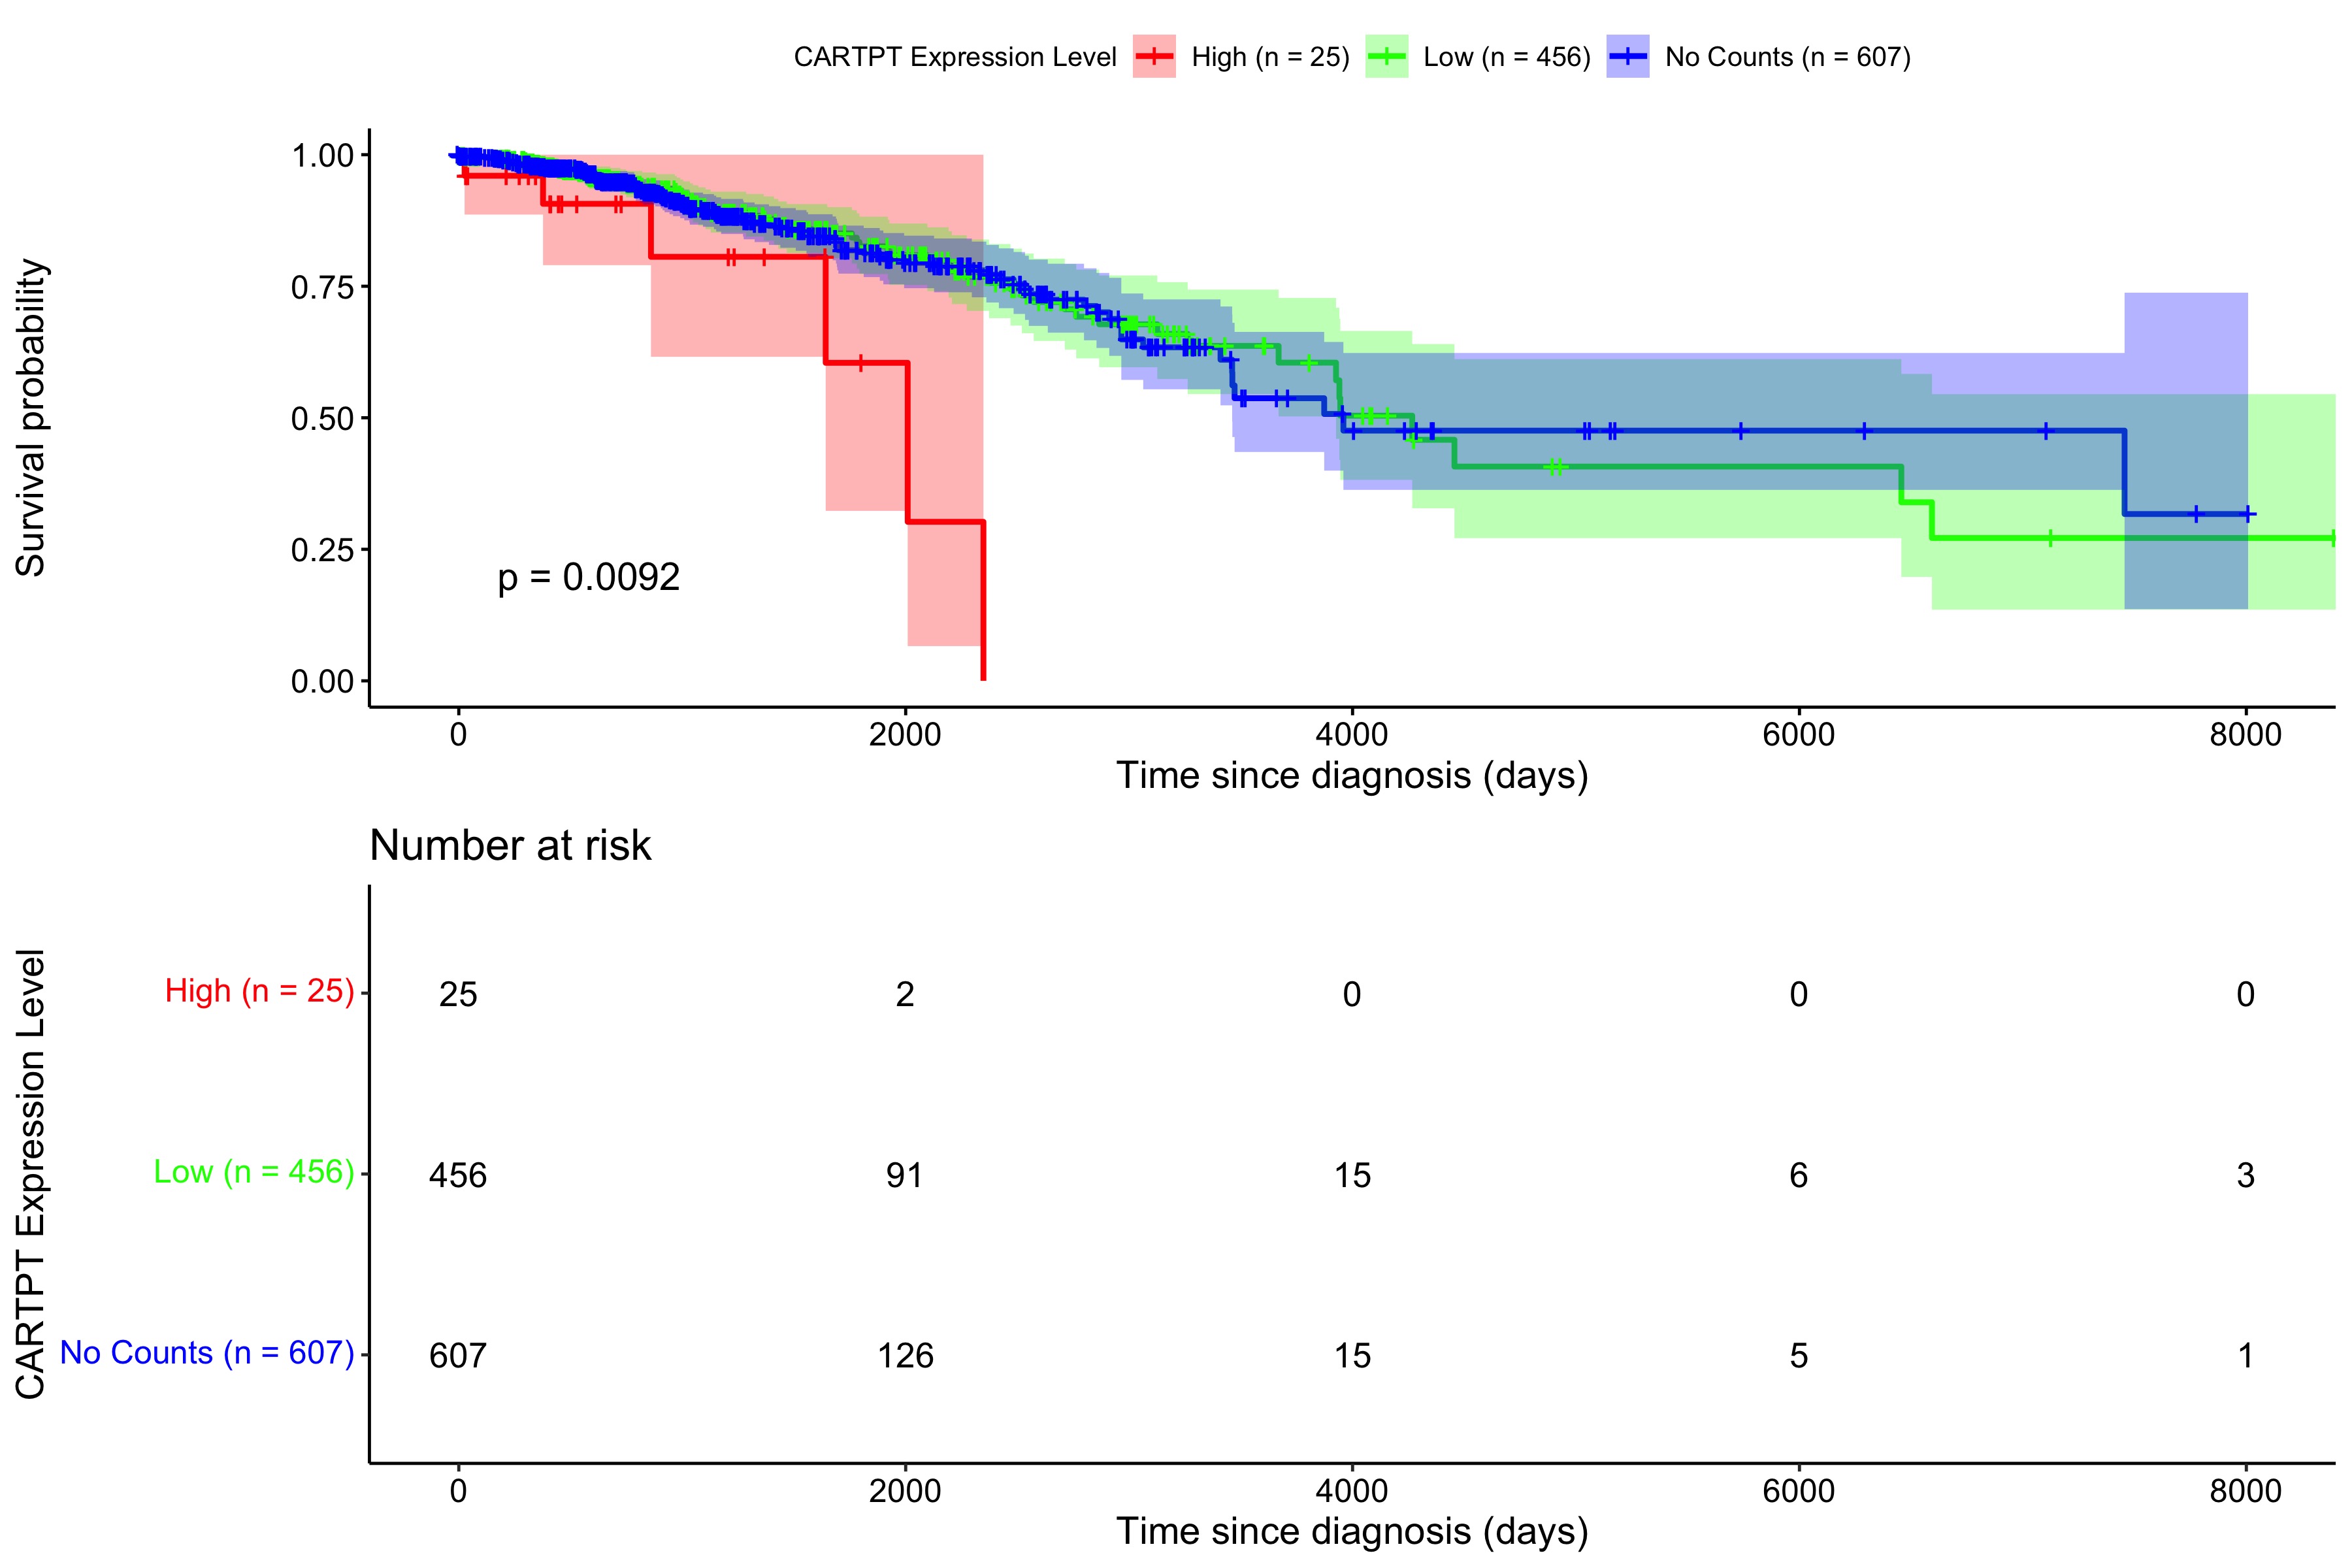 CARTPT Expression Level High (n = 25) Low (n = 456) No Counts (n = 607)
Survival probability
1.00
0.75
0.50
0.25
0.00
p = 0.0092
0 2000 4000 6000 8000
Time since diagnosis (days)
Number at risk
CARTPT Expression Level
High (n = 25) 25 2 0 0 0
Low (n = 456) 456 91 15 6 3
No Counts (n = 607) 607 126 15 5 1
0 2000 4000 6000 8000
Time since diagnosis (days)